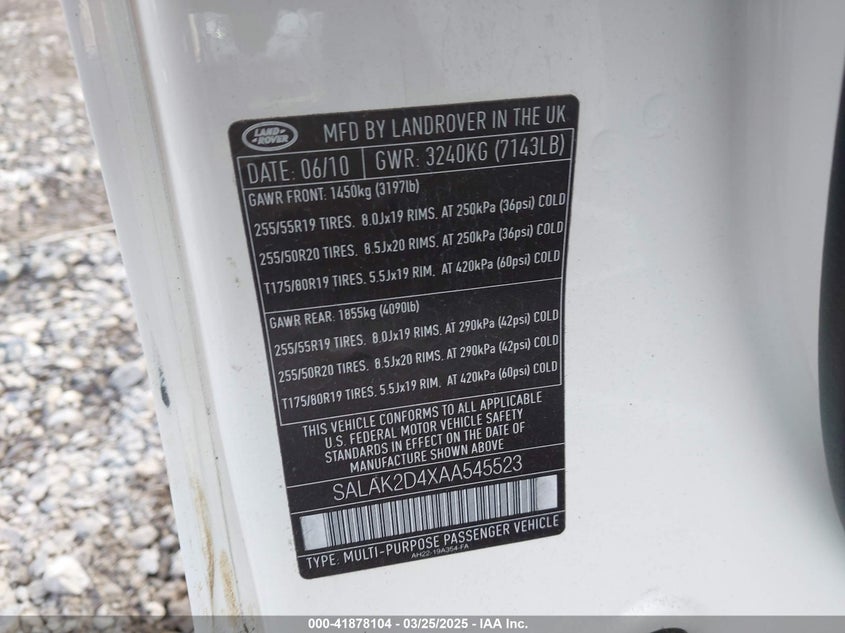 LAND ROVER
MFD BY LANDROVER IN THE UK
DATE: 06/10 GWR: 3240KG (7143LB)
GAWR FRONT: 1450kg (3197lb)
255/55R19 TIRES. 8.0Jx19 RIMS. AT 250kPa (36psi) COLD
255/50R20 TIRES. 8.5Jx20 RIMS. AT 250kPa (36psi) COLD
T175/80R19 TIRES. 5.5Jx19 RIM. AT 420kPa (60psi) COLD
GAWR REAR: 1855kg (4090lb)
255/55R19 TIRES. 8.0Jx19 RIMS. AT 290kPa (42psi) COLD
255/50R20 TIRES. 8.5Jx20 RIMS. AT 290kPa (42psi) COLD
T175/80R19 TIRES. 5.5Jx19 RIM. AT 420kPa (60psi) COLD
THIS VEHICLE CONFORMS TO ALL APPLICABLE
U.S. FEDERAL MOTOR VEHICLE SAFETY
STANDARDS IN EFFECT ON THE DATE OF
MANUFACTURE SHOWN ABOVE
SALAK2D4XAA545523
TYPE: MULTI-PURPOSE PASSENGER VEHICLE
AH22-19A354-FA
000-41878104 - 03/25/2025 - IAA Inc.